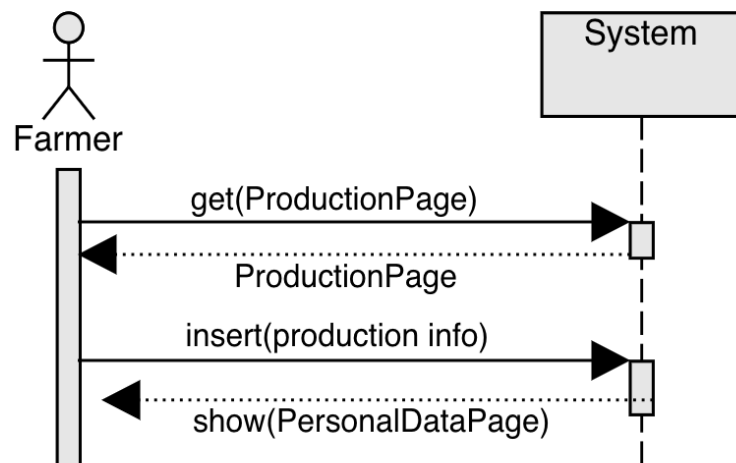 System
Farmer
get(ProductionPage)
ProductionPage
insert(production info)
show(PersonalDataPage)